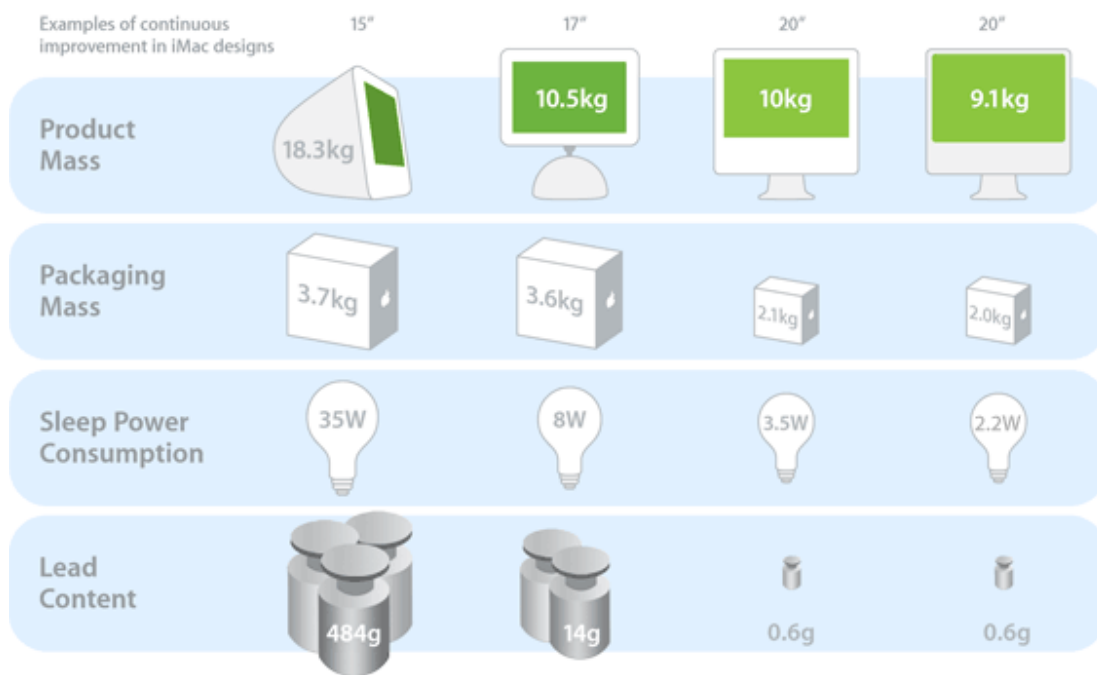 Examples of continuous
improvement in iMac designs
15″
17″
20″
20″
Product
Mass
18.3kg
10.5kg
10kg
9.1kg
Packaging
Mass
3.7kg
3.6kg
2.1kg
2.0kg
Sleep Power
Consumption
35W
8W
3.5W
2.2W
Lead
Content
484g
14g
0.6g
0.6g